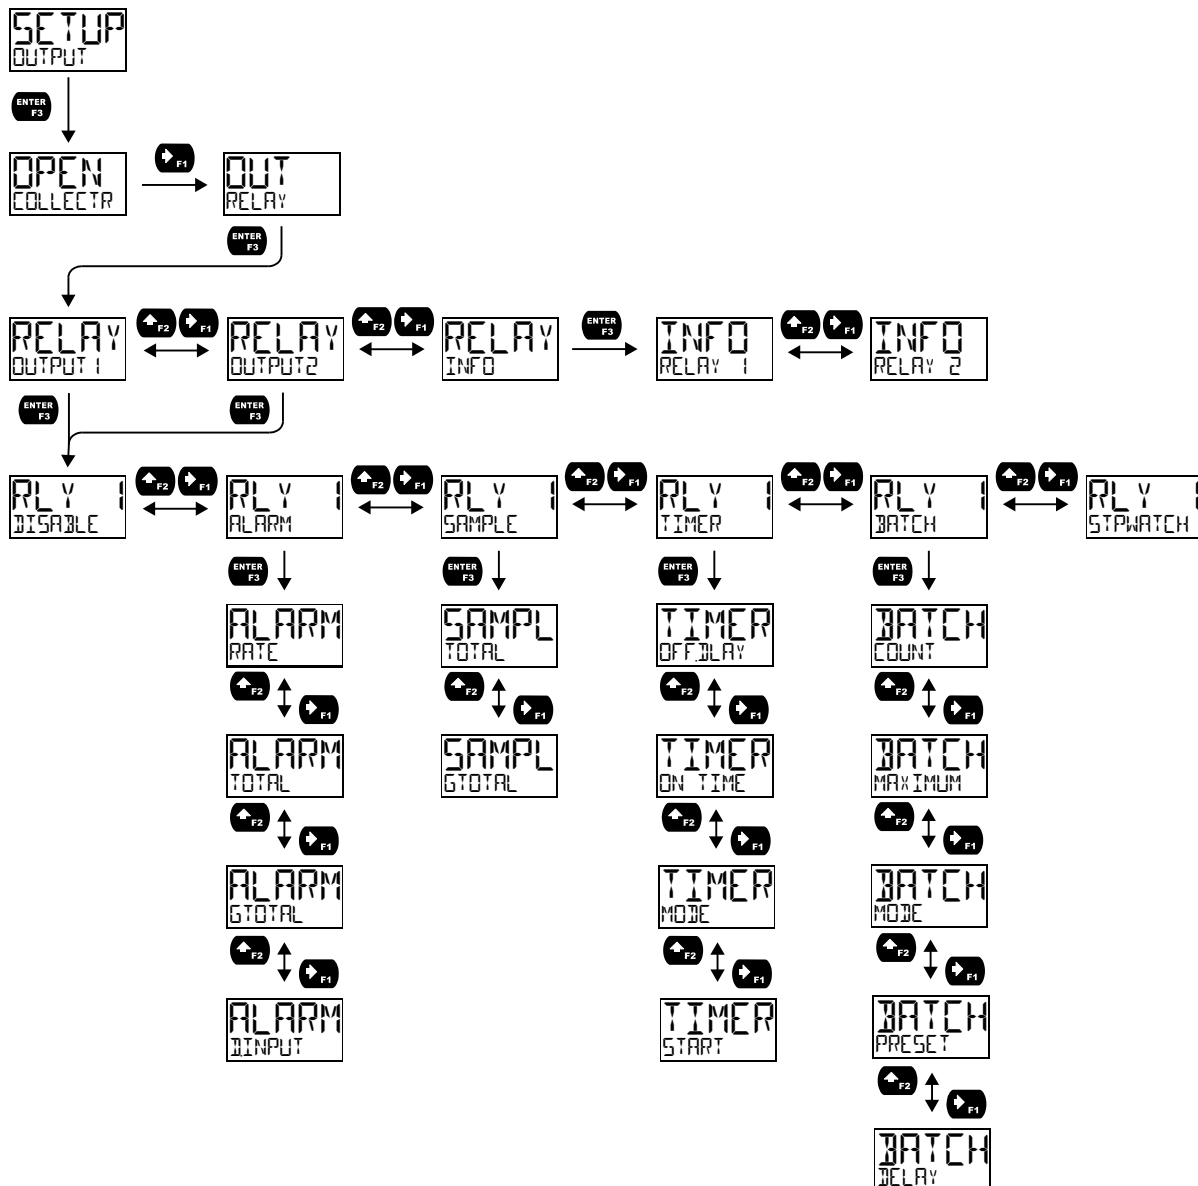 SETUP
OUTPUT
ENTER
F3
OPEN
COLLECTR
F1
OUT
RELAY
ENTER
F3
RELAY
OUTPUT1
F2 F1
RELAY
OUTPUT2
F2 F1
RELAY
INFO
ENTER
F3
INFO
RELAY 1
F2 F1
INFO
RELAY 2
ENTER
F3
ENTER
F3
RLY 1
DISABLE
F2 F1
RLY 1
ALARM
F2 F1
RLY 1
SAMPLE
F2 F1
RLY 1
TIMER
F2 F1
RLY 1
BATCH
F2 F1
RLY 1
STPWATCH
ENTER
F3
ALARM
RATE
F2
F1
ALARM
TOTAL
F2
F1
ALARM
GTOTAL
F2
F1
ALARM
D.INPUT
ENTER
F3
SAMPL
TOTAL
F2
F1
SAMPL
GTOTAL
ENTER
F3
TIMER
OFF.DLAY
F2
F1
TIMER
ON TIME
F2
F1
TIMER
MODE
F2
F1
TIMER
START
ENTER
F3
BATCH
COUNT
F2
F1
BATCH
MAXIMUM
F2
F1
BATCH
MODE
F2
F1
BATCH
PRESET
F2
F1
BATCH
DELAY